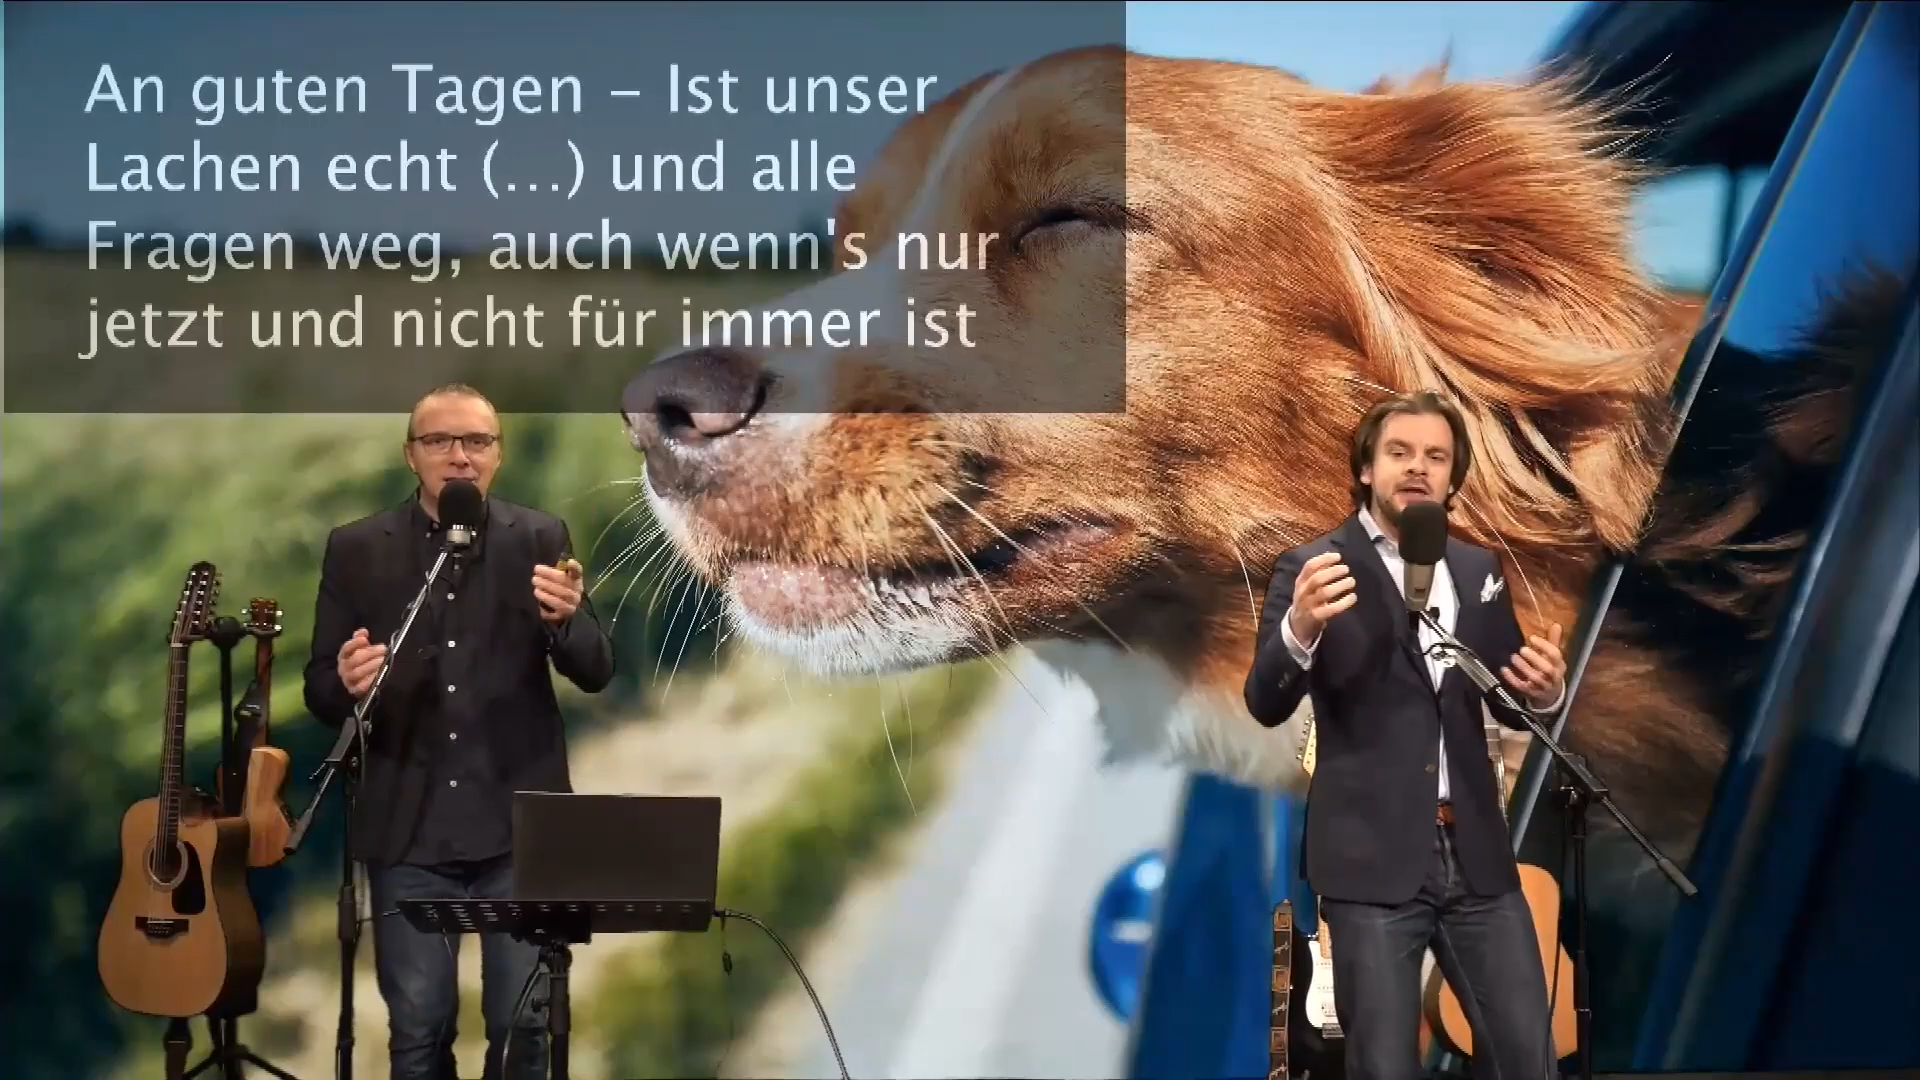 An guten Tagen – Ist unser
Lachen echt (...) und alle
Fragen weg, auch wenn's nur
jetzt und nicht für immer ist